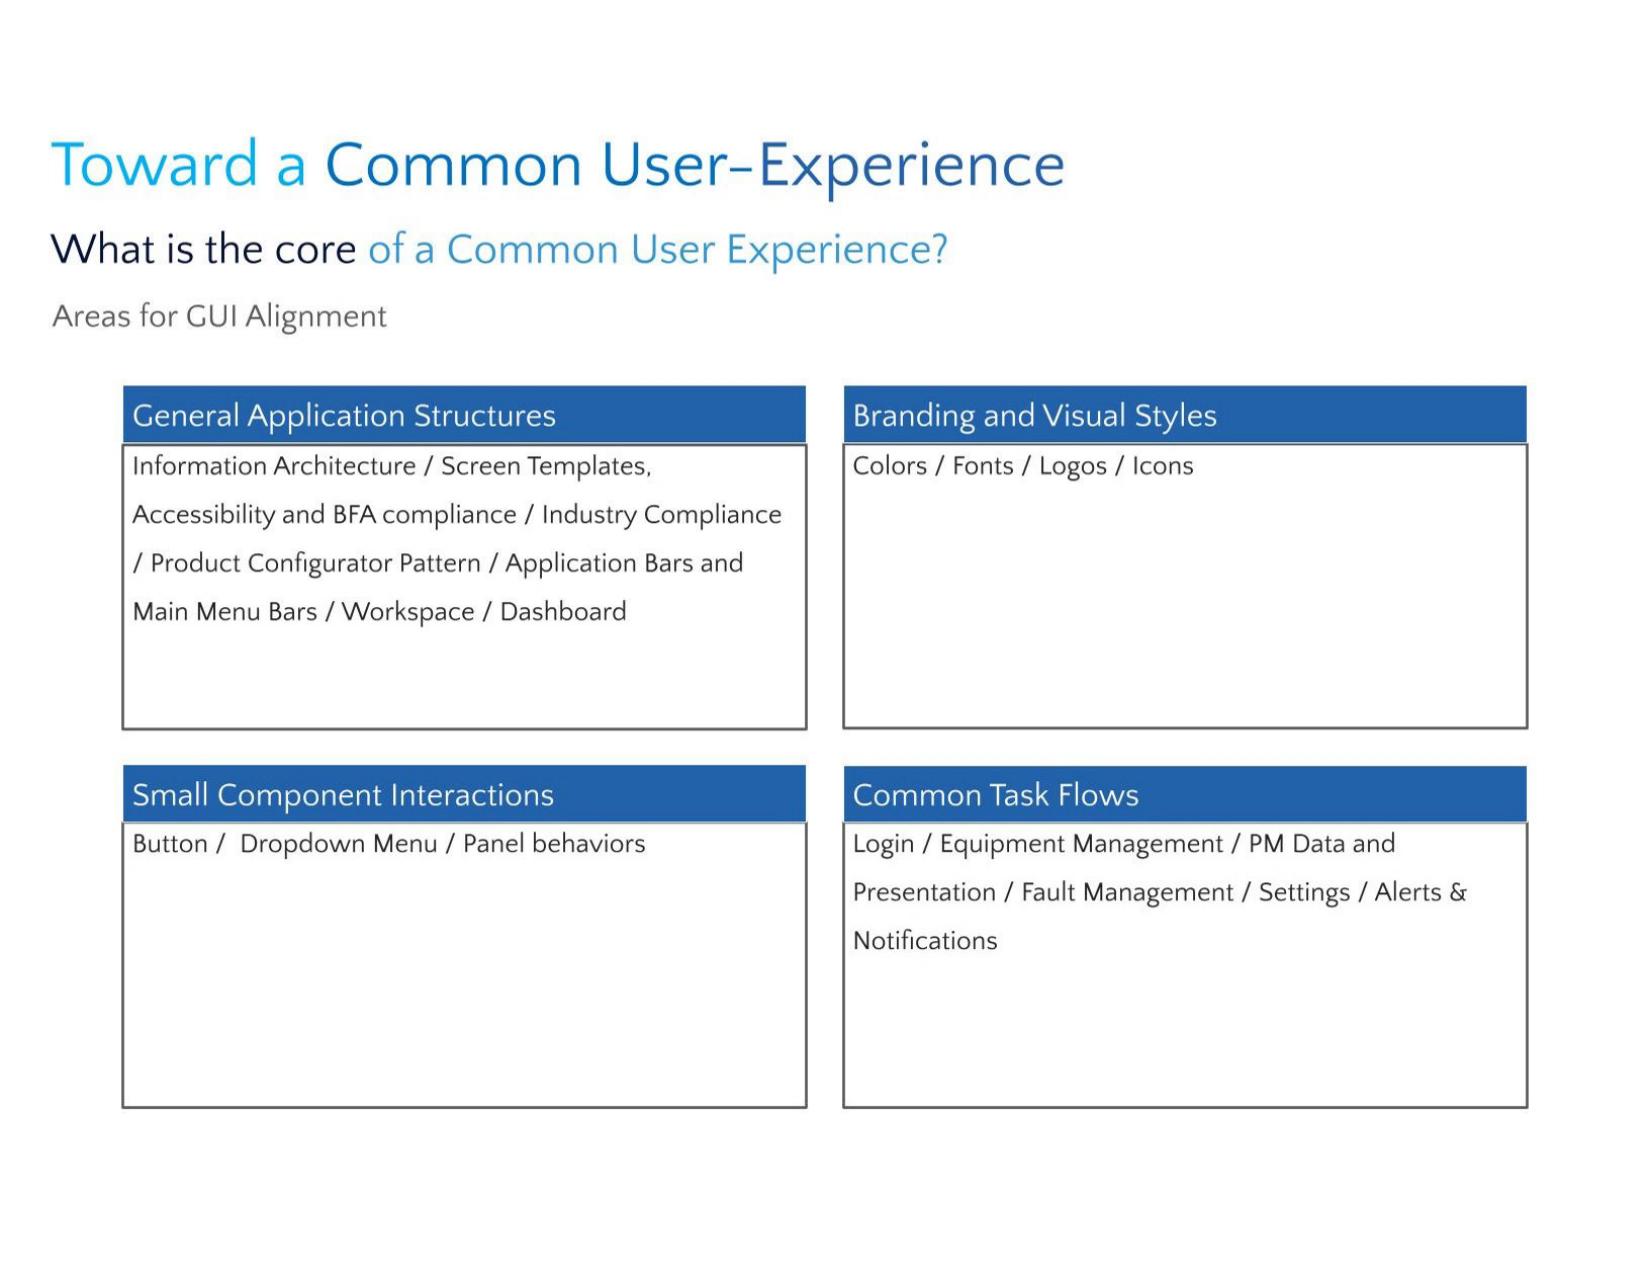 Toward a Common User-Experience
What is the core of a Common User Experience?
Areas for GUI Alignment
General Application Structures
Information Architecture / Screen Templates,
Accessibility and BFA compliance / Industry Compliance
/ Product Configurator Pattern / Application Bars and
Main Menu Bars / Workspace / Dashboard
Branding and Visual Styles
Colors / Fonts / Logos / Icons
Small Component Interactions
Button /  Dropdown Menu / Panel behaviors
Common Task Flows
Login / Equipment Management / PM Data and
Presentation / Fault Management / Settings / Alerts &
Notifications